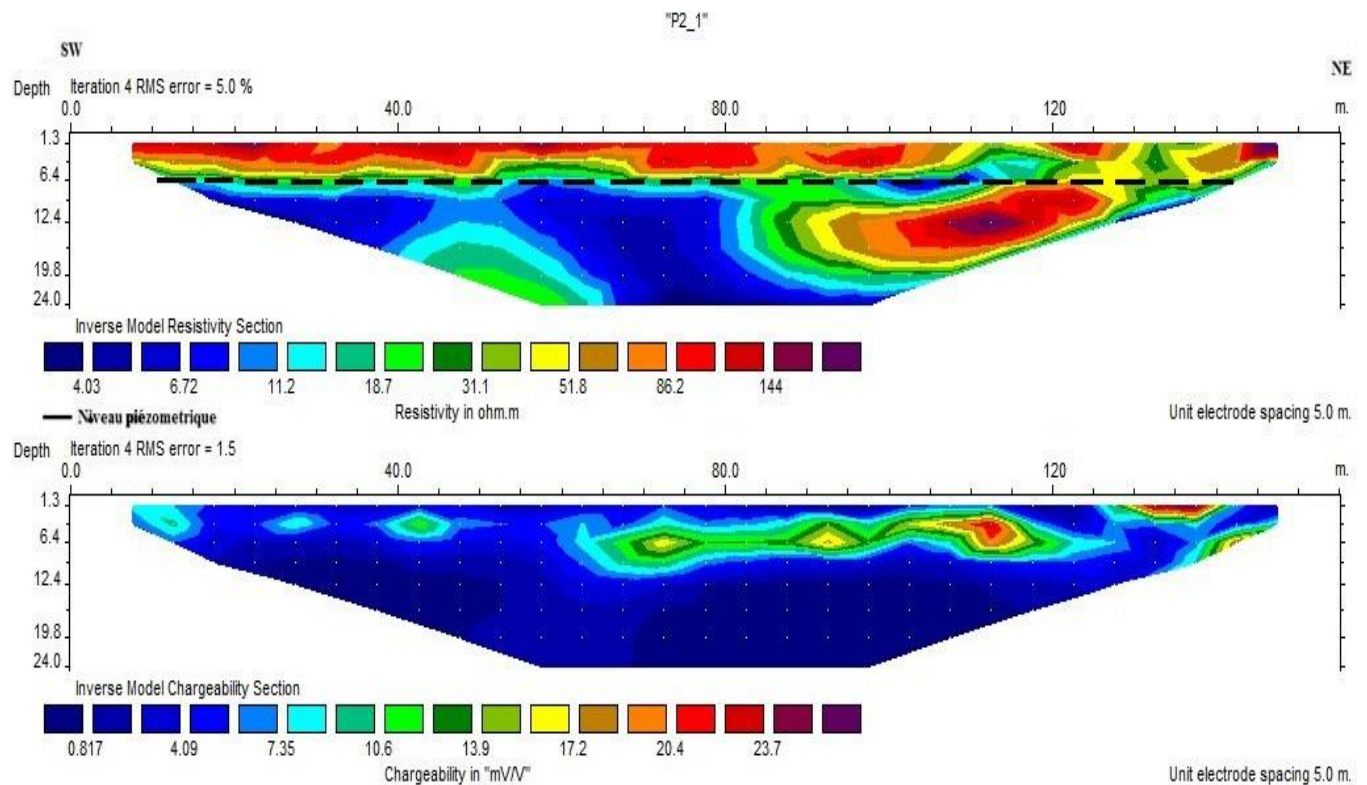 "P2_1"
SW
NE
Depth Iteration 4 RMS error = 5.0 %
0.0 40.0 80.0 120 m.
1.3
6.4
12.4
19.8
24.0
Inverse Model Resistivity Section
4.03 6.72 11.2 18.7 31.1 51.8 86.2 144
Resistivity in ohm.m
Unit electrode spacing 5.0 m.
Niveau piézometrique
Depth Iteration 4 RMS error = 1.5
0.0 40.0 80.0 120 m.
1.3
6.4
12.4
19.8
24.0
Inverse Model Chargeability Section
0.817 4.09 7.35 10.6 13.9 17.2 20.4 23.7
Chargeability in "mV/V"
Unit electrode spacing 5.0 m.